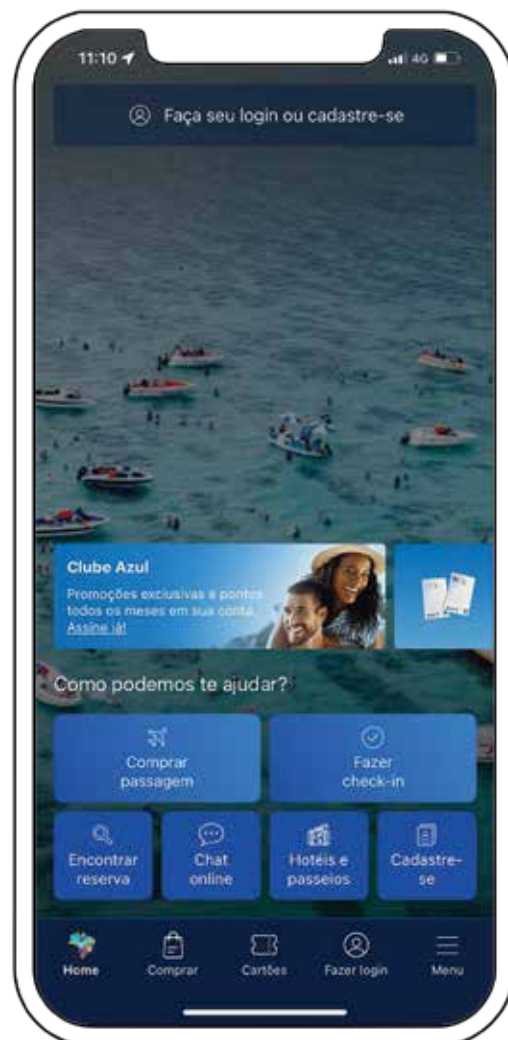 11:10
4G
Faça seu login ou cadastre-se
Clube Azul
Promoções exclusivas e pontos
todos os meses em sua conta.
Assine já!
Como podemos te ajudar?
Comprar
passagem
Fazer
check-in
Encontrar
reserva
Chat
online
Hotéis e
passeios
Cadastre-
se
Home
Comprar
Cartões
Fazer login
Menu